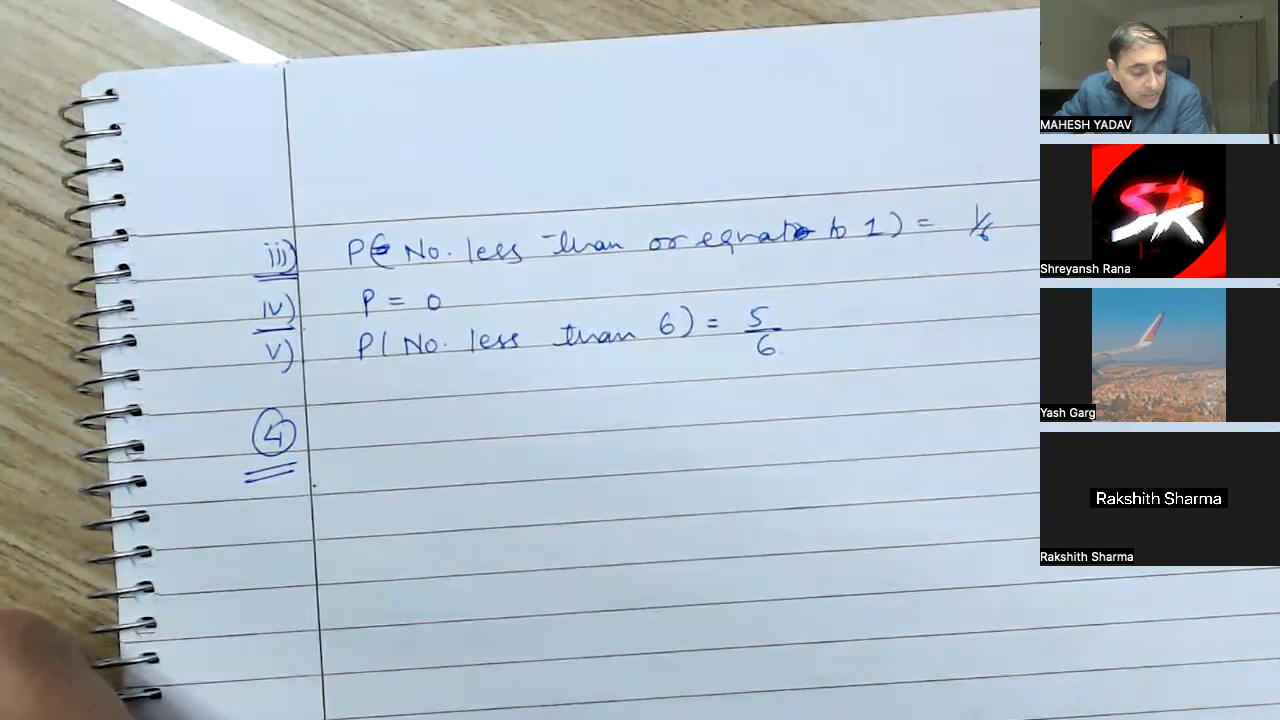 iii) P( No. less than or equal to 1) = 1/6
iv) P = 0
v) P( No. less than 6) = 5/6
4
MAHESH YADAV
SR
Shreyansh Rana
Yash Garg
Rakshith Sharma
Rakshith Sharma